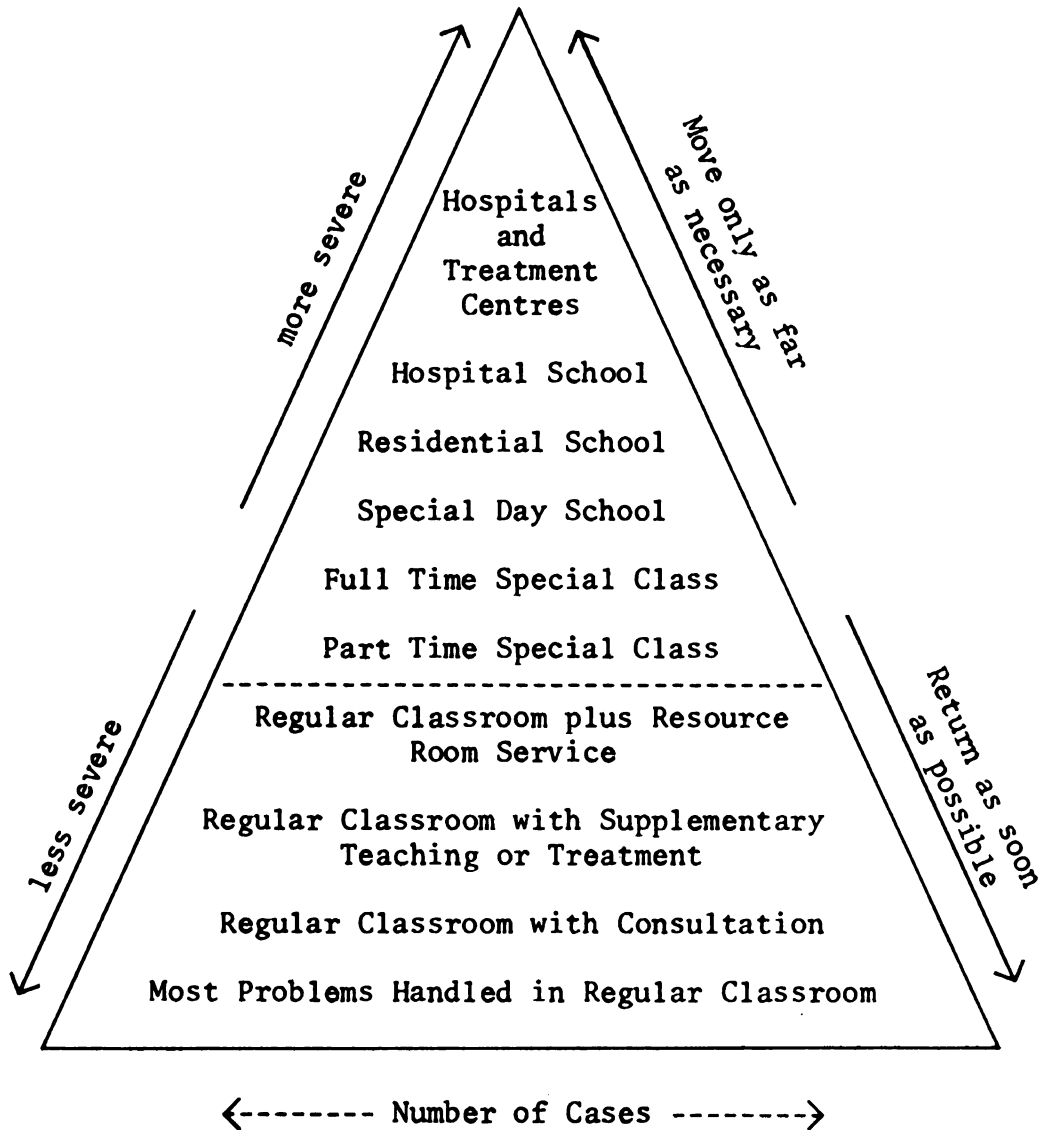 more severe
Move only as far
as necessary
Hospitals
and
Treatment
Centres
Hospital School
Residential School
Special Day School
Full Time Special Class
Part Time Special Class
less severe
Return as soon
as possible
Regular Classroom plus Resource
Room Service
Regular Classroom with Supplementary
Teaching or Treatment
Regular Classroom with Consultation
Most Problems Handled in Regular Classroom
Number of Cases